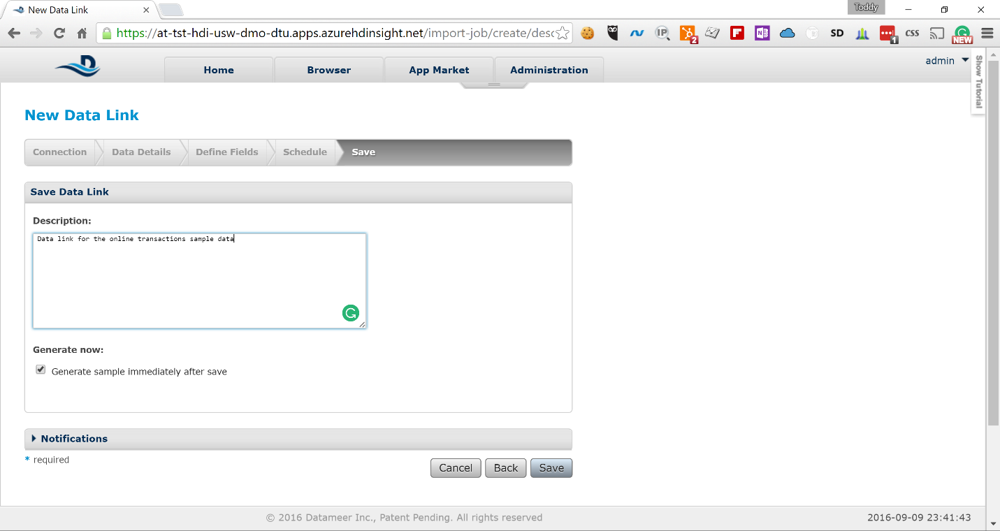 New Data Link
Toddy
https://at-tst-hdi-usw-dmo-dtu.apps.azurehdinsight.net/import-job/create/desc
IP
2
N
SD
1
CSS
NEW
D
Home
Browser
App Market
Administration
admin
Show Tutorial
New Data Link
Connection
Data Details
Define Fields
Schedule
Save
Save Data Link
Description:
Data link for the online transactions sample data
Generate now:
Generate sample immediately after save
Notifications
* required
Cancel
Back
Save
© 2016 Datameer Inc., Patent Pending. All rights reserved
2016-09-09 23:41:43